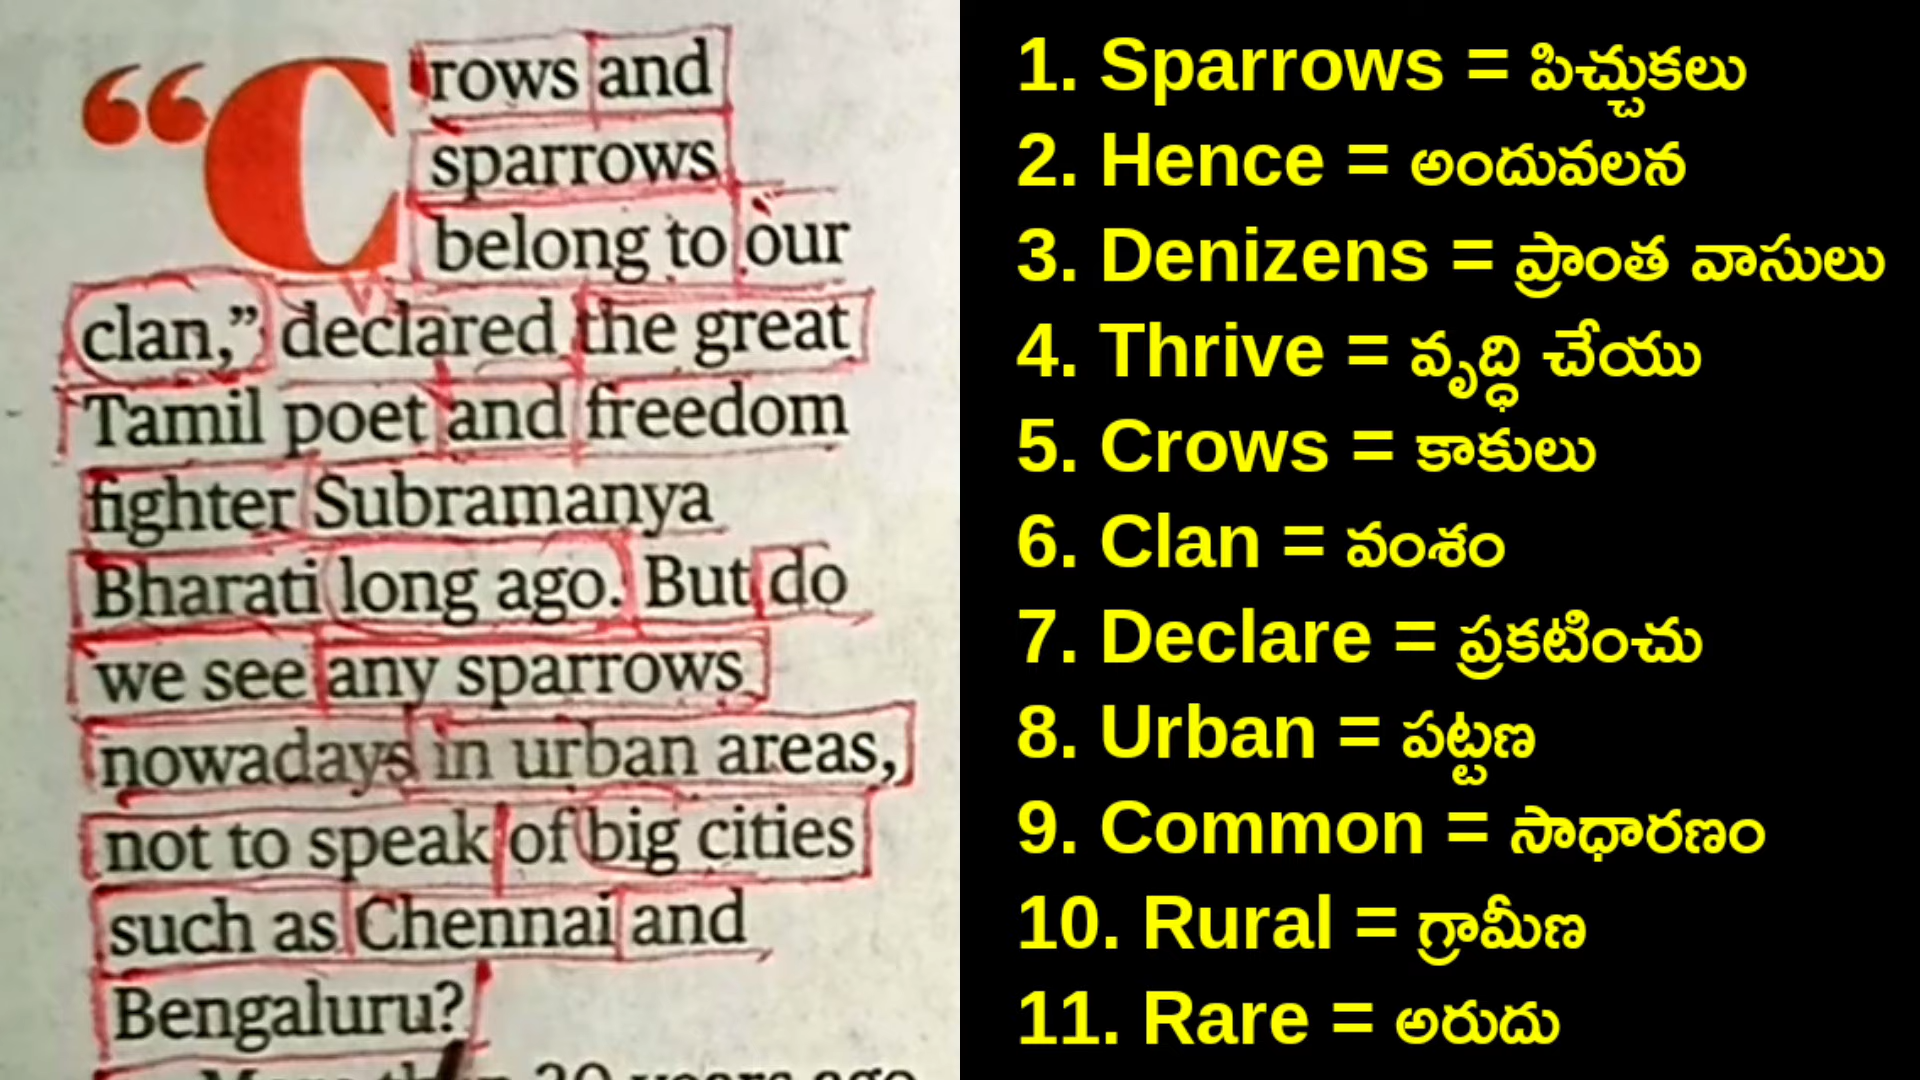 “Crows and
sparrows
belong to our
clan,” declared the great
Tamil poet and freedom
fighter Subramanya
Bharati long ago. But do
we see any sparrows
nowadays in urban areas,
not to speak of big cities
such as Chennai and
Bengaluru?
1. Sparrows = పిచ్చుకలు
2. Hence = అందువలన
3. Denizens = ప్రాంత వాసులు
4. Thrive = వృద్ధి చేయు
5. Crows = కాకులు
6. Clan = వంశం
7. Declare = ప్రకటించు
8. Urban = పట్టణ
9. Common = సాధారణం
10. Rural = గ్రామీణ
11. Rare = అరుదు